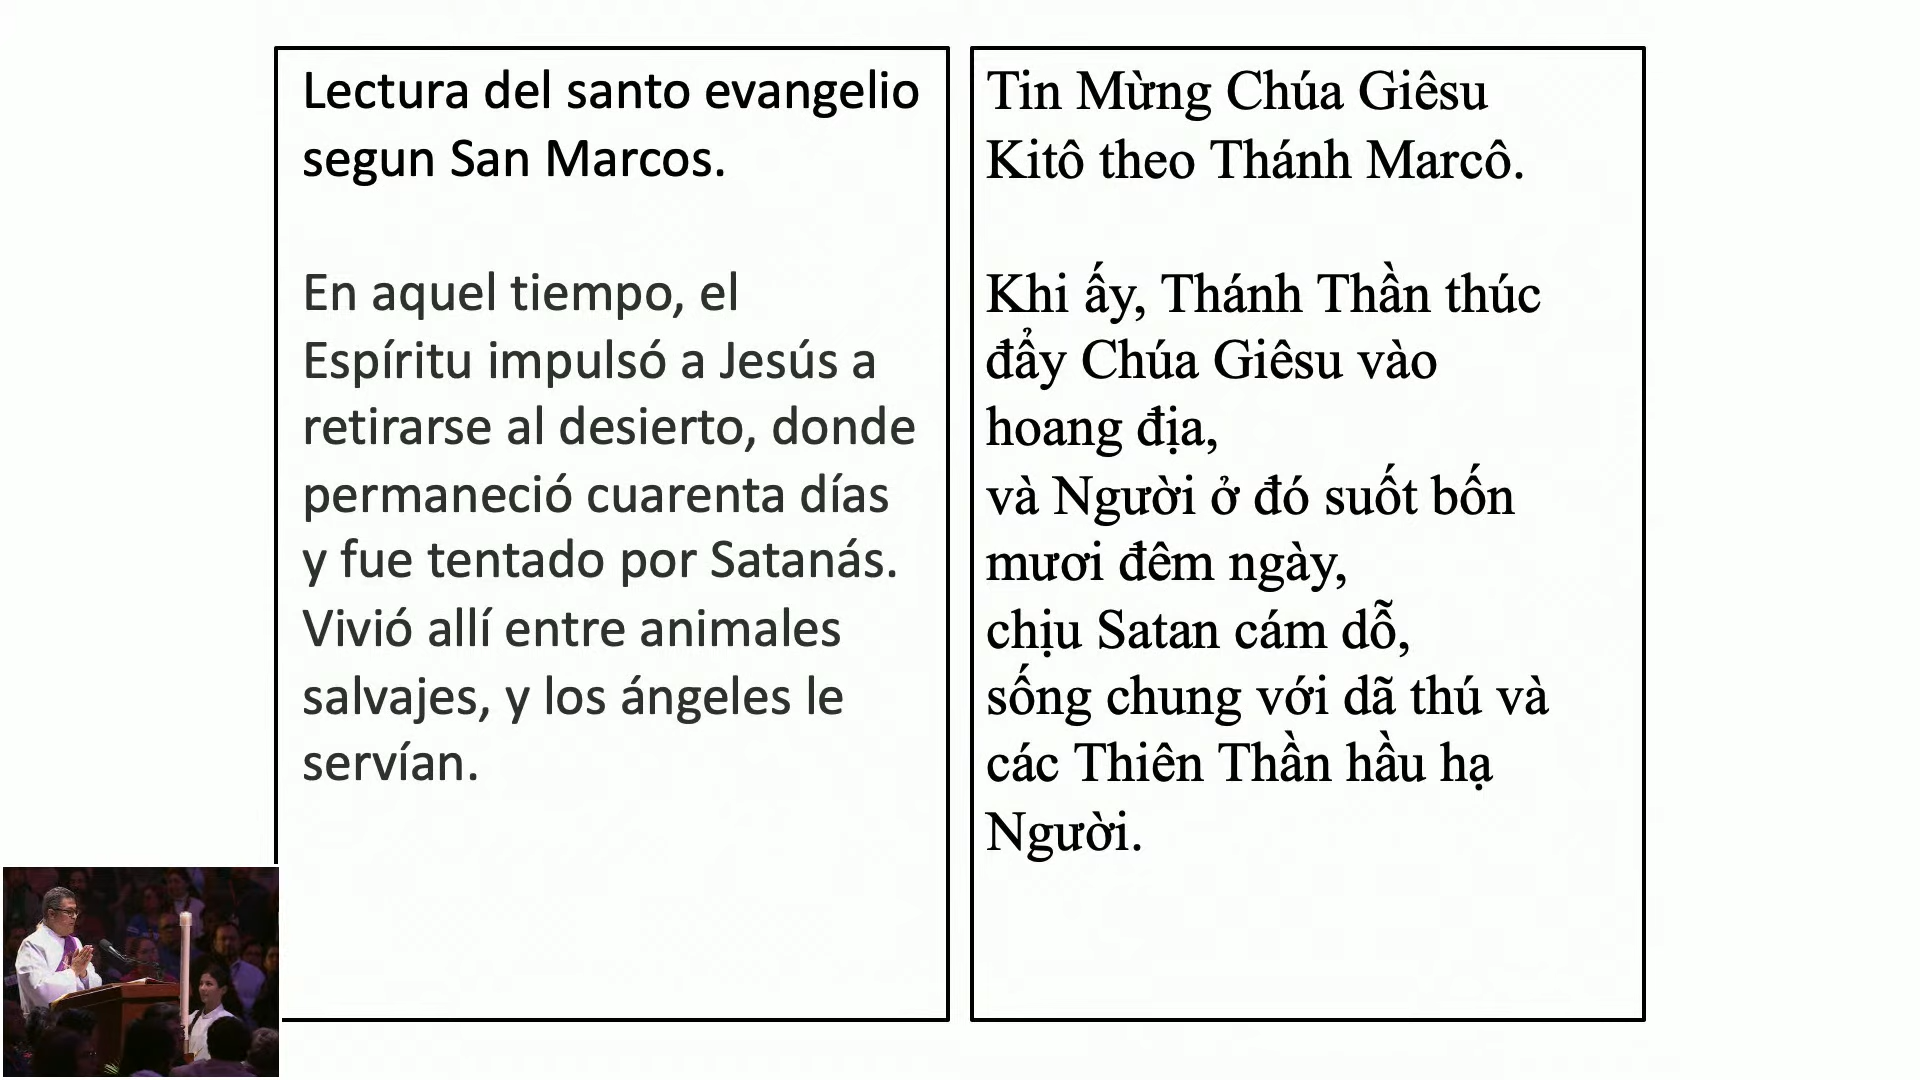 Lectura del santo evangelio
segun San Marcos.
En aquel tiempo, el
Espíritu impulsó a Jesús a
retirarse al desierto, donde
permaneció cuarenta días
y fue tentado por Satanás.
Vivió allí entre animales
salvajes, y los ángeles le
servían.
Tin Mừng Chúa Giêsu
Kitô theo Thánh Marcô.
Khi ấy, Thánh Thần thúc
đẩy Chúa Giêsu vào
hoang địa,
và Người ở đó suốt bốn
mươi đêm ngày,
chịu Satan cám dỗ,
sống chung với dã thú và
các Thiên Thần hầu hạ
Người.